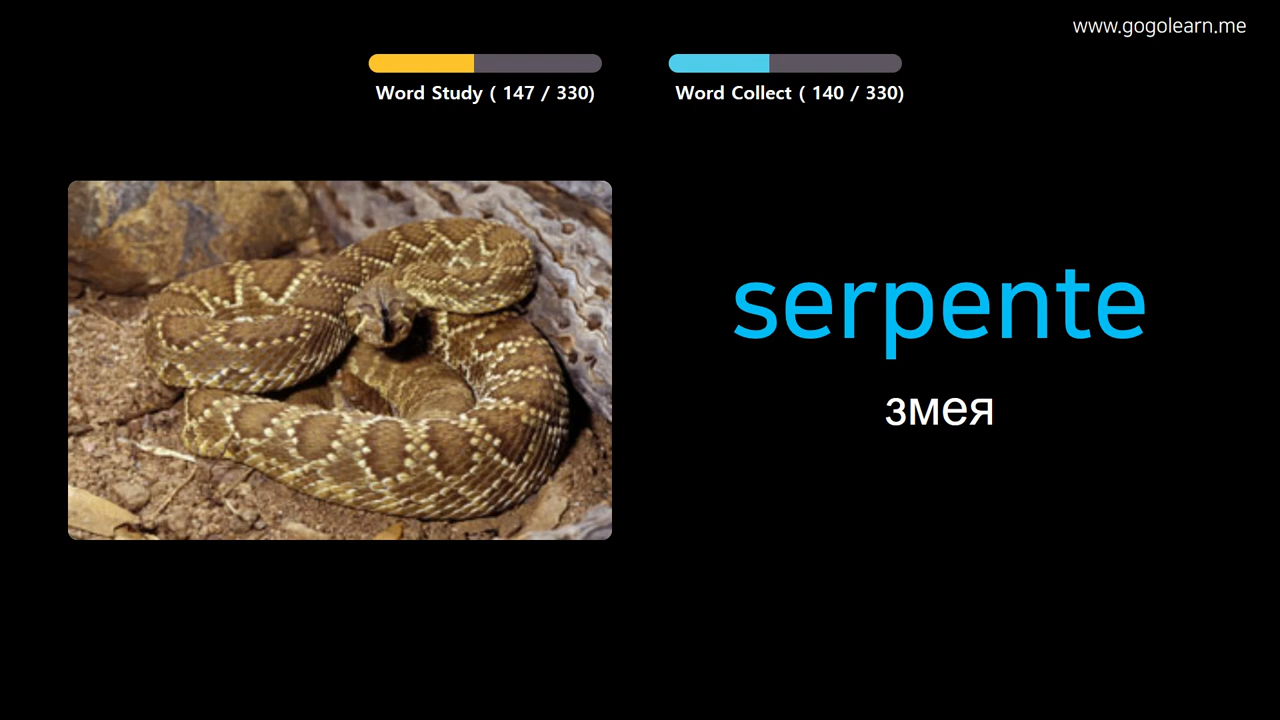 www.gogolearn.me
Word Study ( 147 / 330)
Word Collect ( 140 / 330)
serpente
змея